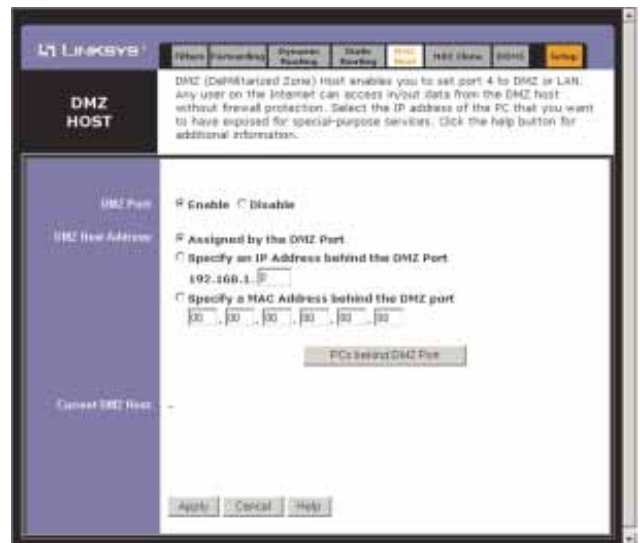 LINKSYS®
Filters Forwarding Dynamic Routing Static Routing DMZ Host MAC Clone DDNS Setup
DMZ HOST
DMZ (DeMilitarized Zone) Host enables you to set port 4 to DMZ or LAN.
Any user on the Internet can access in/out data from the DMZ host
without firewall protection. Select the IP address of the PC that you want
to have exposed for special-purpose services. Click the help button for
additional information.
DMZ Port
Enable Disable
DMZ Host Address
Assigned by the DMZ Port
Specify an IP Address behind the DMZ Port
192.168.1. 0
Specify a MAC Address behind the DMZ port
00 . 00 . 00 . 00 . 00 . 00
PCs behind DMZ Port
Current DMZ Host
--
Apply Cancel Help